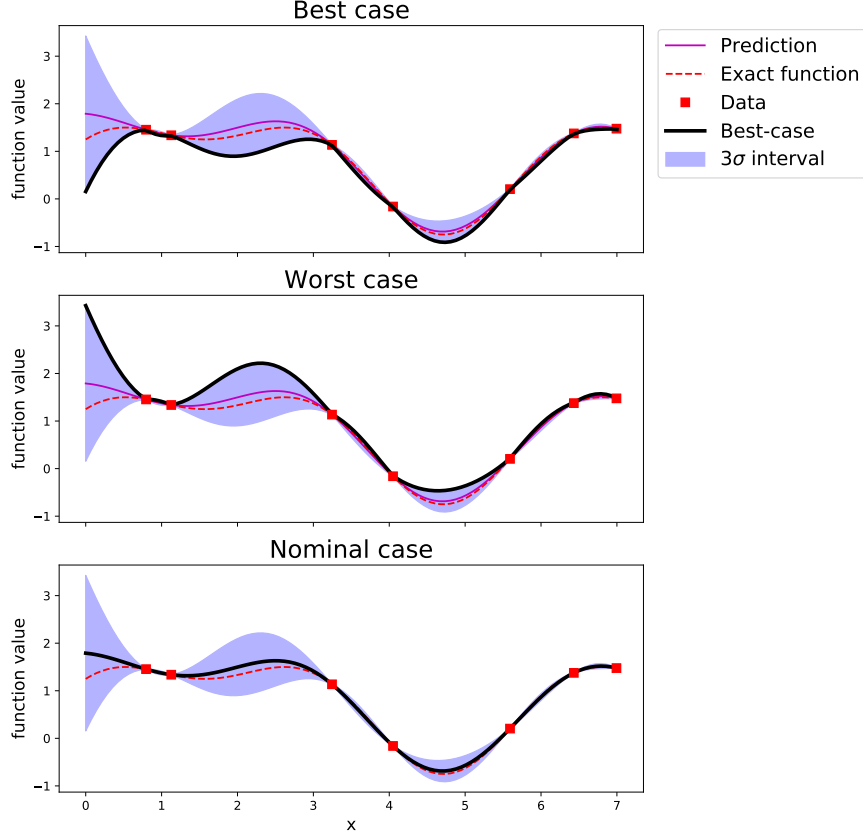 Best case
function value
3
2
1
0
−1
Prediction
Exact function
Data
Best-case
3σ interval
Worst case
function value
3
2
1
0
−1
Nominal case
function value
3
2
1
0
−1
0 1 2 3 4 5 6 7
x